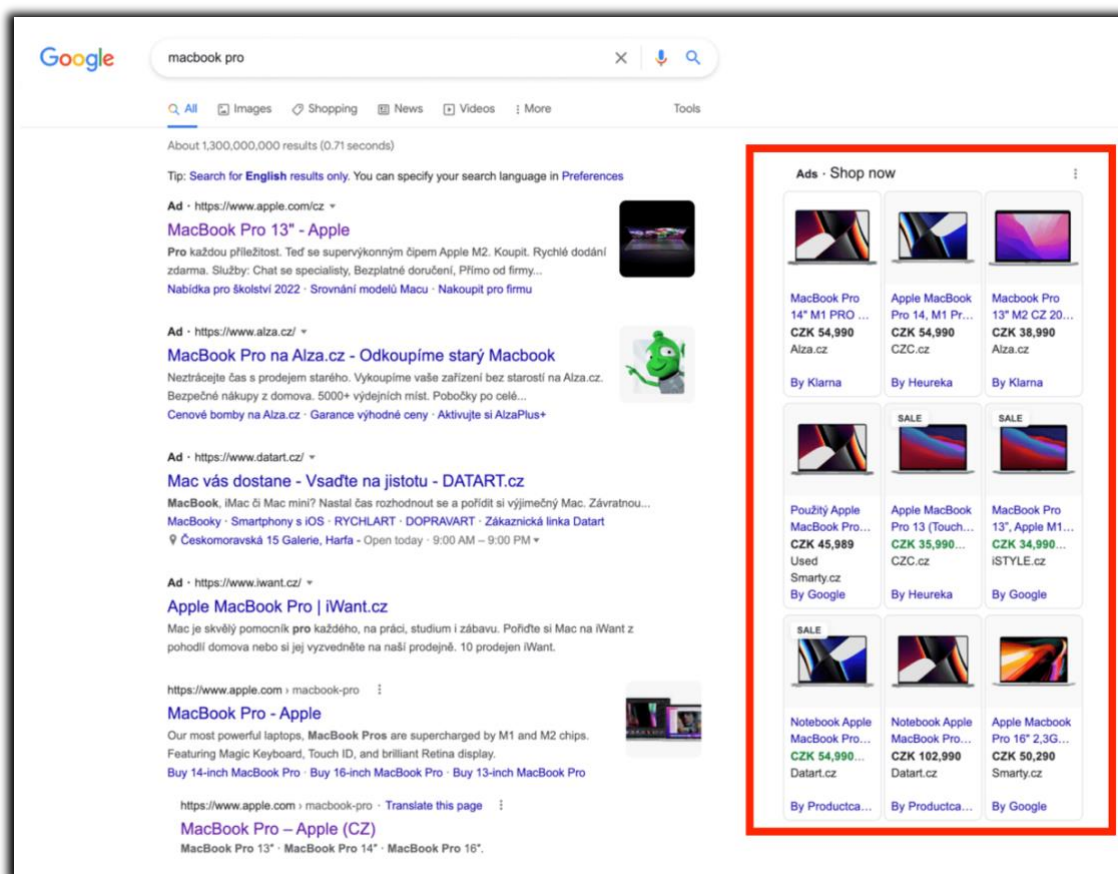 Google
macbook pro
All Images Shopping News Videos More Tools
About 1,300,000,000 results (0.71 seconds)
Tip: Search for English results only. You can specify your search language in Preferences
Ad · https://www.apple.com/cz
MacBook Pro 13" - Apple
Pro každou příležitost. Teď se supervýkonným čipem Apple M2. Koupit. Rychlé dodání
zdarma. Služby: Chat se specialisty, Bezplatné doručení, Přímo od firmy...
Nabídka pro školství 2022 · Srovnání modelů Macu · Nakoupit pro firmu
Ad · https://www.alza.cz/
MacBook Pro na Alza.cz - Odkoupíme starý Macbook
Neztrácejte čas s prodejem starého. Vykoupíme vaše zařízení bez starostí na Alza.cz.
Bezpečné nákupy z domova. 5000+ výdejních míst. Pobočky po celé...
Cenové bomby na Alza.cz · Garance výhodné ceny · Aktivujte si AlzaPlus+
Ad · https://www.datart.cz/
Mac vás dostane - Vsaďte na jistotu - DATART.cz
MacBook, iMac či Mac mini? Nastal čas rozhodnout se a pořídit si výjimečný Mac. Závratnou...
MacBooky · Smartphony s iOS · RYCHLART · DOPRAVART · Zákaznická linka Datart
Českomoravská 15 Galerie, Harfa - Open today · 9:00 AM – 9:00 PM
Ad · https://www.iwant.cz/
Apple MacBook Pro | iWant.cz
Mac je skvělý pomocník pro každého, na práci, studium i zábavu. Pořiďte si Mac na iWant z
pohodlí domova nebo si jej vyzvedněte na naší prodejně. 10 prodejen iWant.
https://www.apple.com › macbook-pro
MacBook Pro - Apple
Our most powerful laptops, MacBook Pros are supercharged by M1 and M2 chips.
Featuring Magic Keyboard, Touch ID, and brilliant Retina display.
Buy 14-inch MacBook Pro · Buy 16-inch MacBook Pro · Buy 13-inch MacBook Pro
https://www.apple.com › macbook-pro · Translate this page
MacBook Pro – Apple (CZ)
MacBook Pro 13" · MacBook Pro 14" · MacBook Pro 16".
Ads · Shop now
MacBook Pro
14" M1 PRO ...
CZK 54,990
Alza.cz
By Klarna
Apple MacBook
Pro 14, M1 Pr...
CZK 54,990
CZC.cz
By Heureka
Macbook Pro
13" M2 CZ 20...
CZK 38,990
Alza.cz
By Klarna
Použitý Apple
MacBook Pro...
CZK 45,989
Used
Smarty.cz
By Google
SALE
Apple MacBook
Pro 13 (Touch...
CZK 35,990...
CZC.cz
By Heureka
SALE
MacBook Pro
13", Apple M1...
CZK 34,990...
iSTYLE.cz
By Google
SALE
Notebook Apple
MacBook Pro...
CZK 54,990...
Datart.cz
By Productca...
Notebook Apple
MacBook Pro...
CZK 102,990
Datart.cz
By Productca...
Apple Macbook
Pro 16" 2,3G...
CZK 50,290
Smarty.cz
By Google